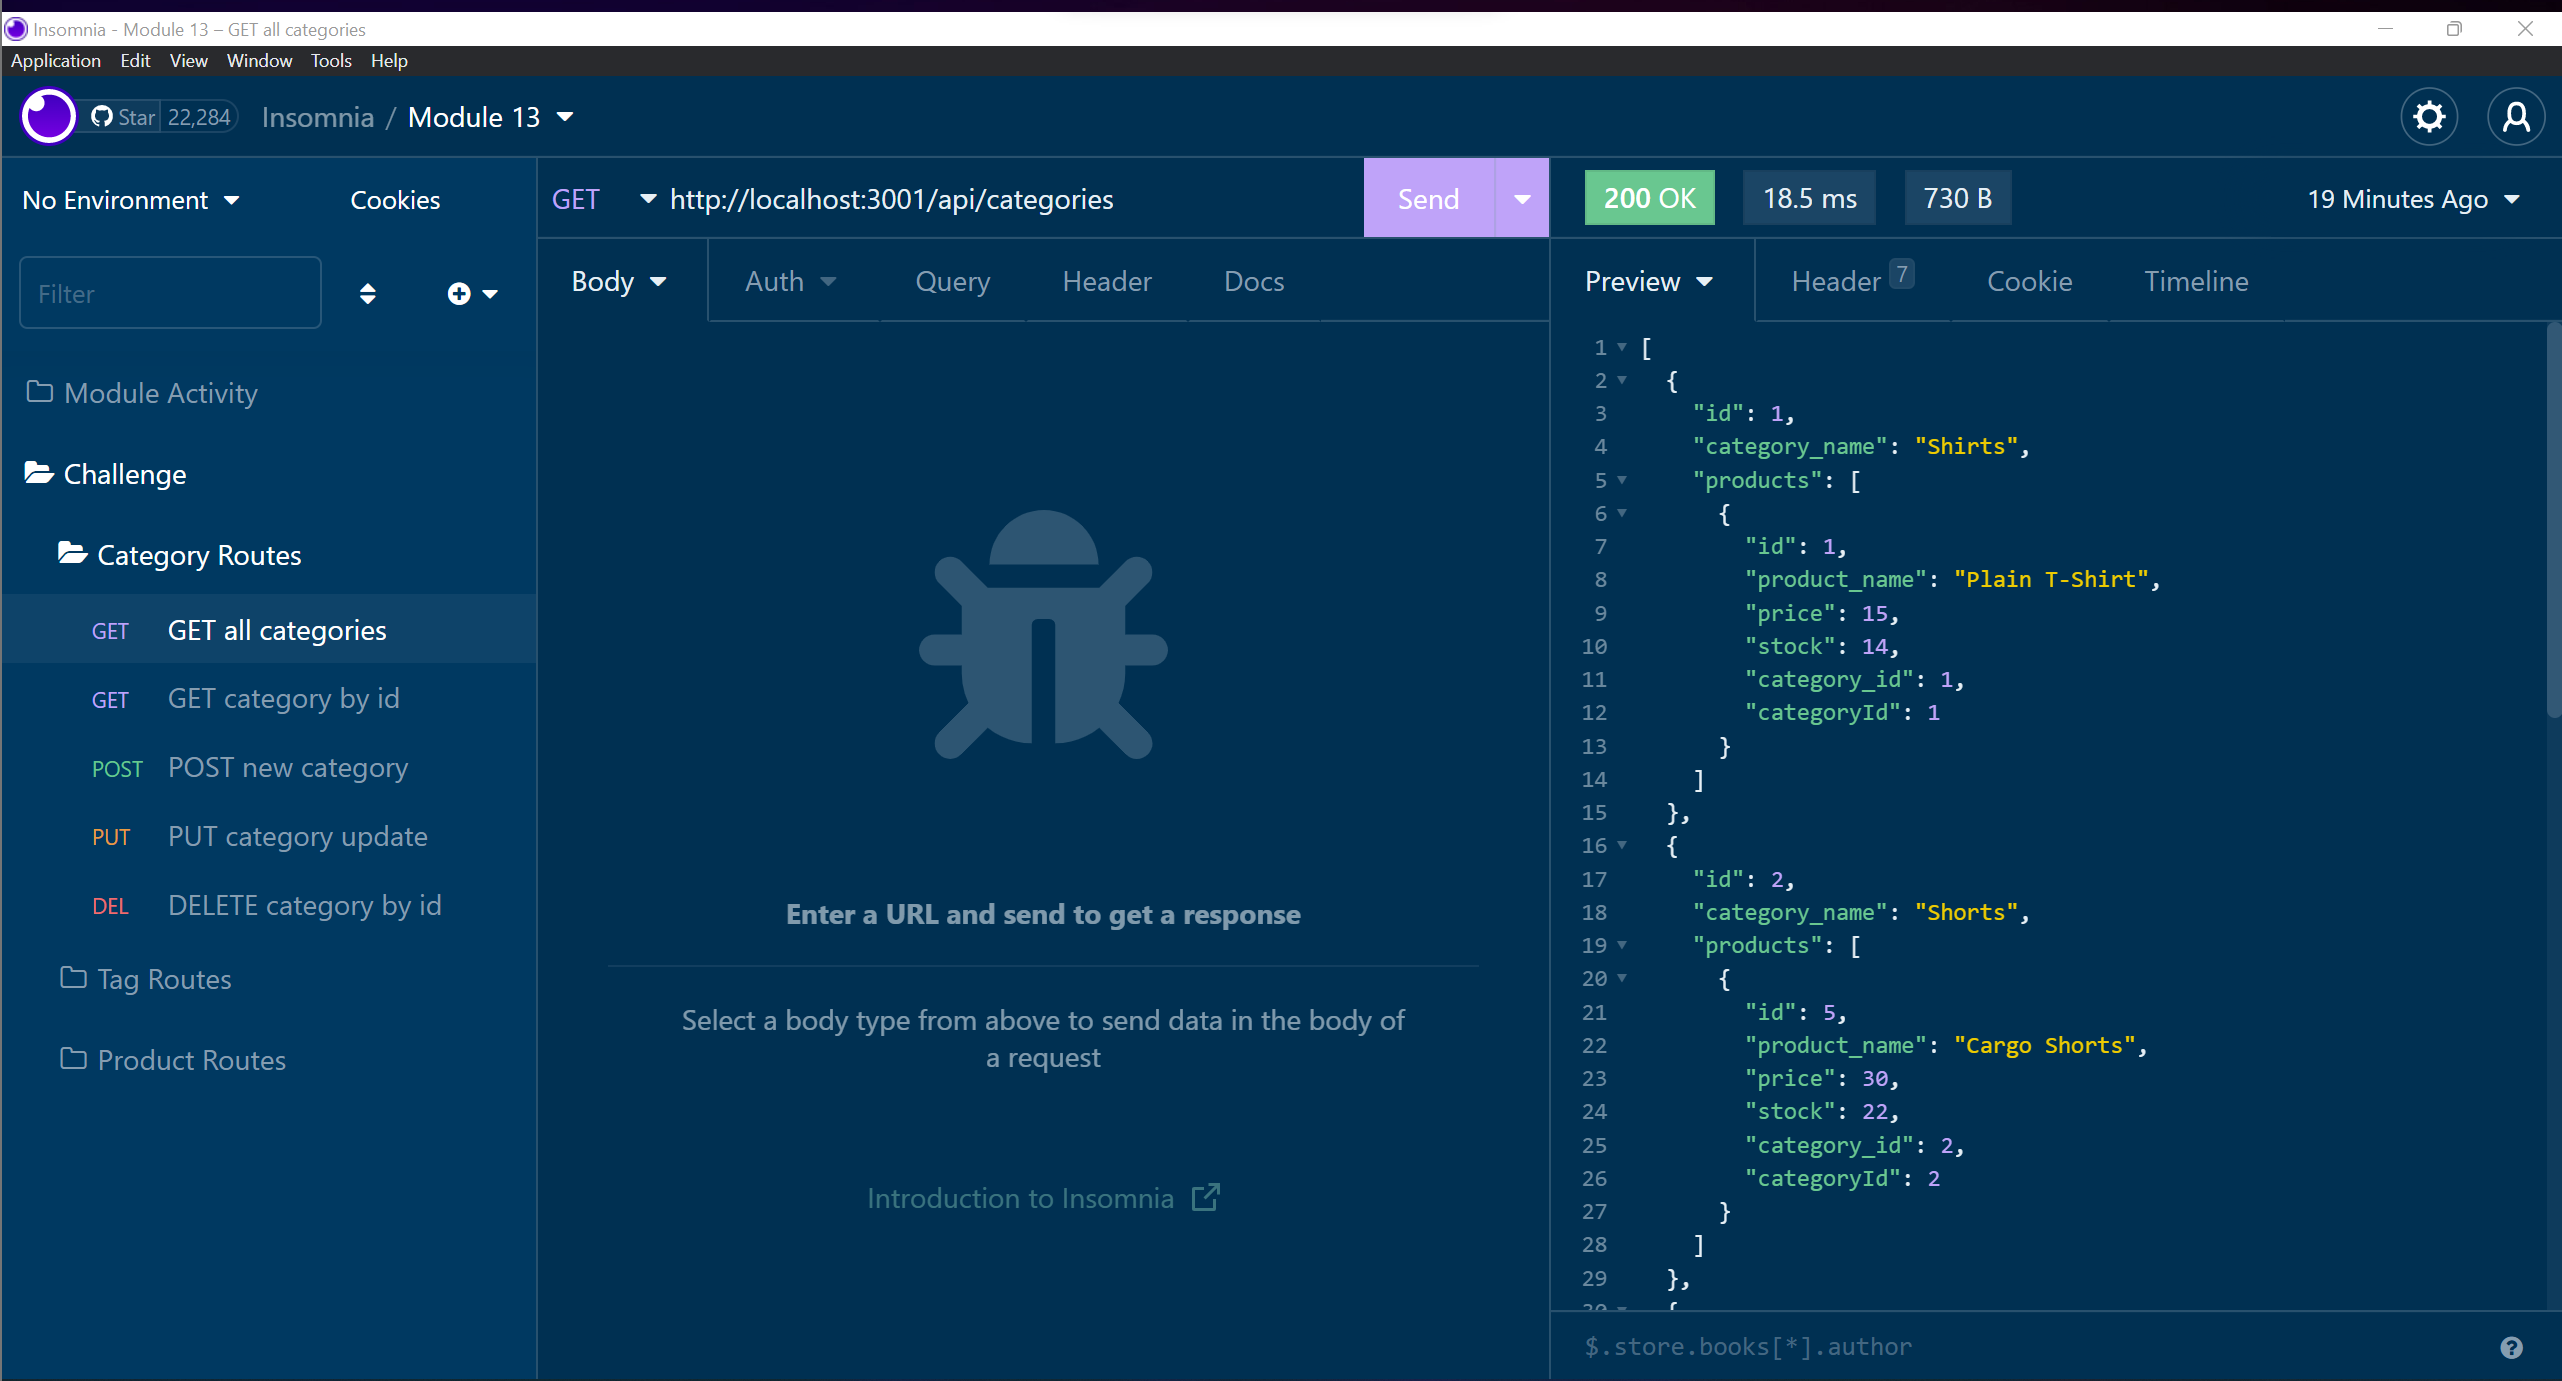 Insomnia - Module 13 – GET all categories
Application Edit View Window Tools Help
Star 22,284 Insomnia / Module 13
No Environment Cookies
Filter
Module Activity
Challenge
Category Routes
GET GET all categories
GET GET category by id
POST POST new category
PUT PUT category update
DEL DELETE category by id
Tag Routes
Product Routes
GET http://localhost:3001/api/categories Send
Body Auth Query Header Docs
Enter a URL and send to get a response
Select a body type from above to send data in the body of
a request
Introduction to Insomnia
200 OK 18.5 ms 730 B 19 Minutes Ago
Preview Header 7 Cookie Timeline
1 [
2 {
3 "id": 1,
4 "category_name": "Shirts",
5 "products": [
6 {
7 "id": 1,
8 "product_name": "Plain T-Shirt",
9 "price": 15,
10 "stock": 14,
11 "category_id": 1,
12 "categoryId": 1
13 }
14 ]
15 },
16 {
17 "id": 2,
18 "category_name": "Shorts",
19 "products": [
20 {
21 "id": 5,
22 "product_name": "Cargo Shorts",
23 "price": 30,
24 "stock": 22,
25 "category_id": 2,
26 "categoryId": 2
27 }
28 ]
29 },
30 {
$.store.books[*].author